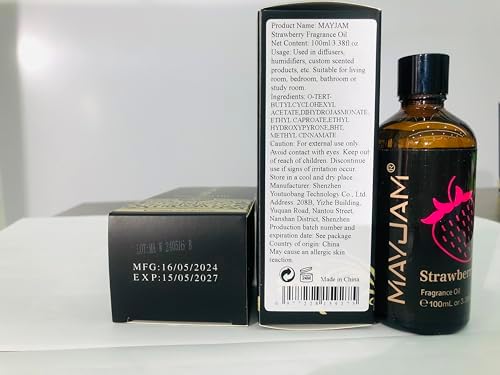 Product Name: MAYJAM
Strawberry Fragrance Oil
Net Content: 100ml/3.38fl.oz
Usage: Used in diffusers,
humidifiers, custom scented
products, etc. Suitable for living
room, bedroom, bathroom or
study room.
Ingredients: O-TERT-
BUTYLCYCLOHEXYL
ACETATE,DIHYDROJASMONATE,
ETHYL CAPROATE,ETHYL
HYDROXYPYRONE,BHT,
METHYL CINNAMATE
Caution: For external use only.
Avoid contact with eyes. Keep out
of reach of children. Discontinue
use if signs of irritation occur.
Store in a cool and dry place
Manufacturer: Shenzhen
Youtuobang Technology Co., Ltd
Address: 208B, Yizhe Building,
Yuquan Road, Nantou Street,
Nanshan District, Shenzhen
Production batch number and
expiration date: See package
Country of origin: China
May cause an allergic skin
reaction.
Made in China
LOT:MA W 240516 B
MFG:16/05/2024
EXP:15/05/2027
MAYJAM®
Strawberry
Fragrance Oil
℮100mL or 3.38